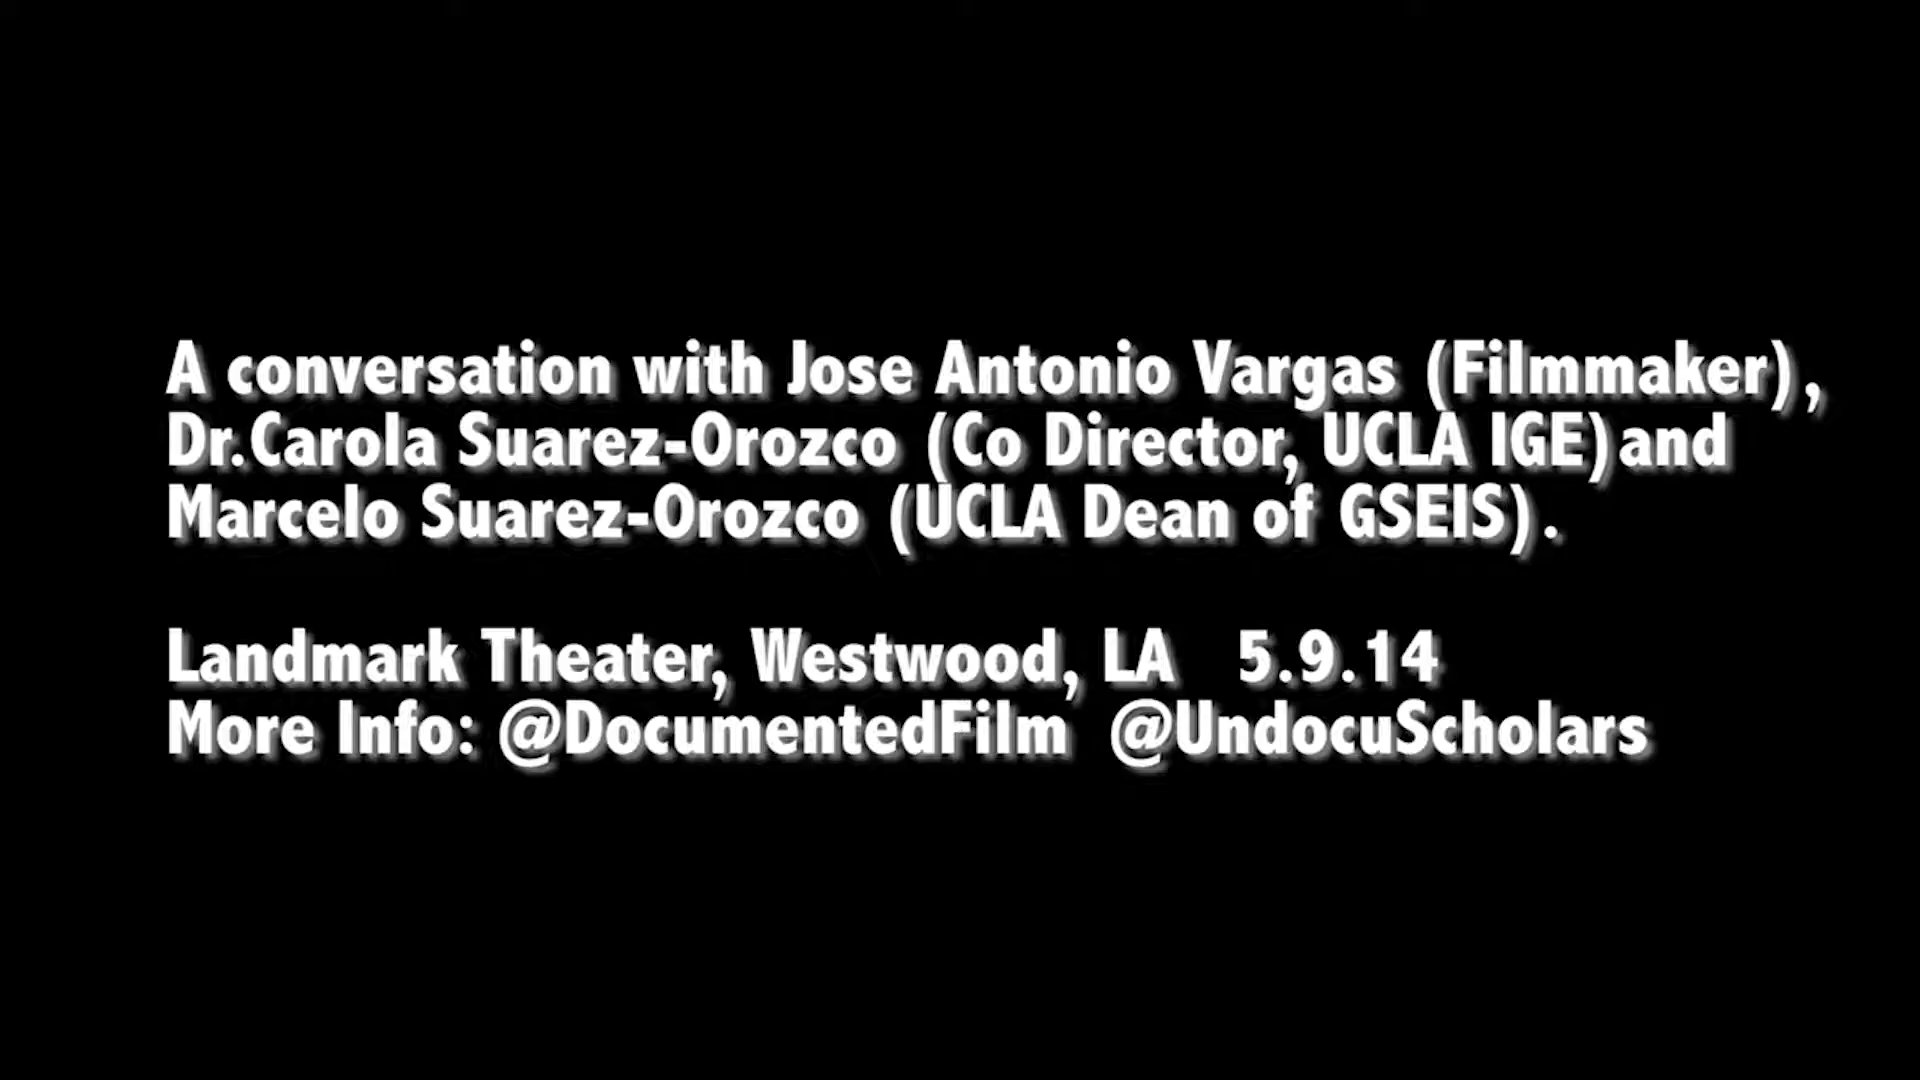 A conversation with Jose Antonio Vargas (Filmmaker),
Dr.Carola Suarez-Orozco (Co Director, UCLA IGE)and
Marcelo Suarez-Orozco (UCLA Dean of GSEIS).
Landmark Theater, Westwood, LA 5.9.14
More Info: @DocumentedFilm @UndocuScholars